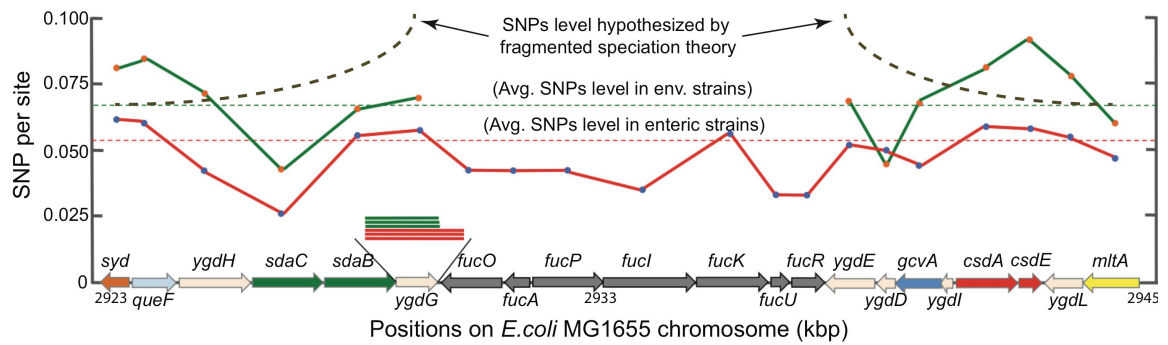 0.100
0.075
0.050
0.025
0
SNP per site
SNPs level hypothesized by
fragmented speciation theory
(Avg. SNPs level in env. strains)
(Avg. SNPs level in enteric strains)
syd ygdH sdaC sdaB fucO fucP fucI fucK fucR ygdE gcvA csdA csdE mltA
2923 queF ygdG fucA 2933 fucU ygdD ygdI ygdL 2945
Positions on E.coli MG1655 chromosome (kbp)